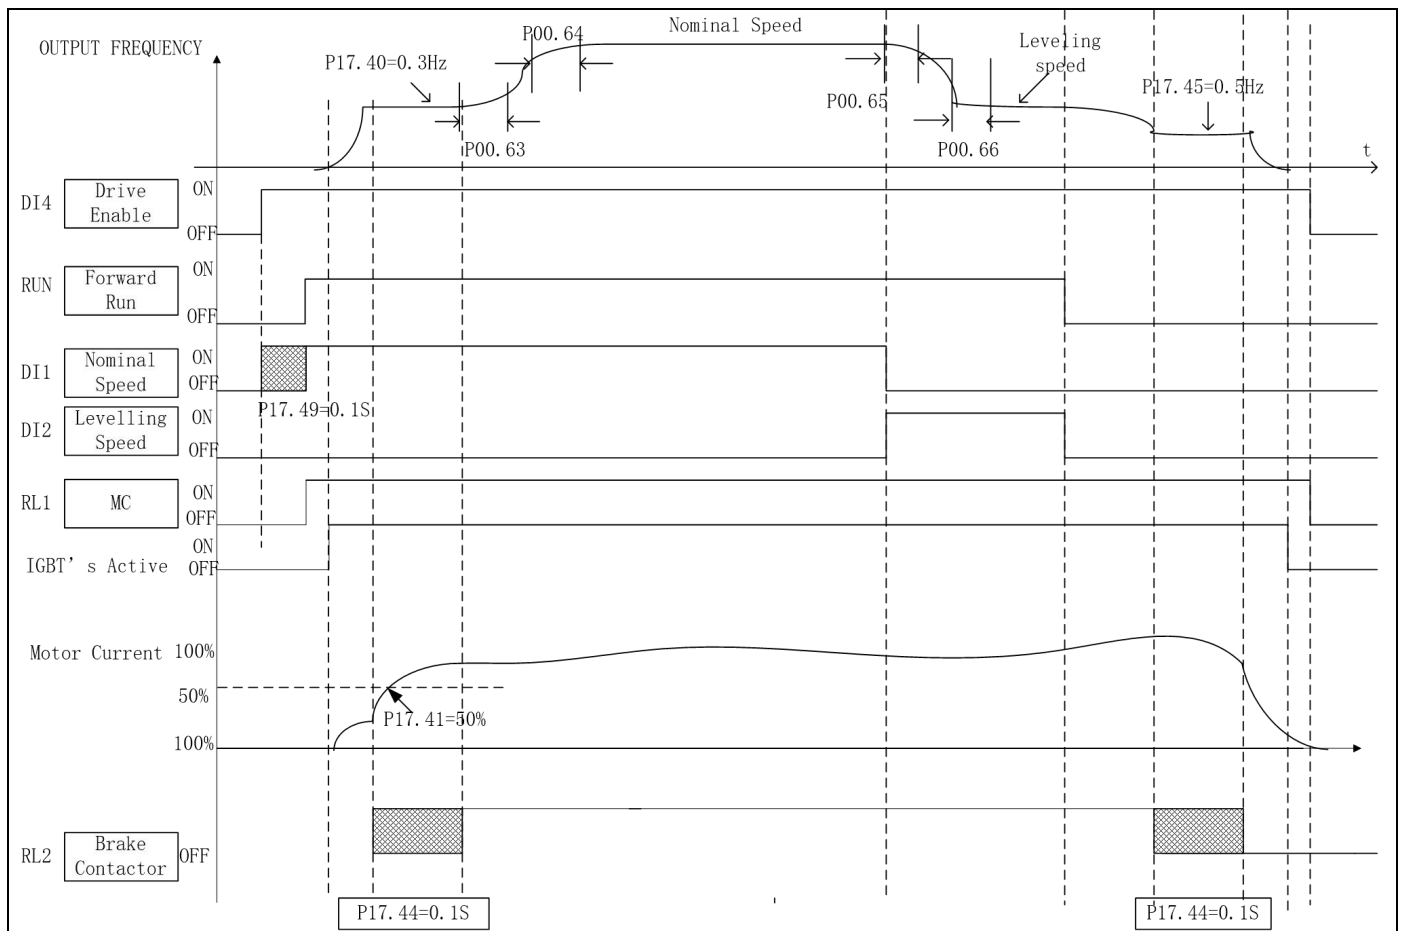 Nominal Speed
OUTPUT FREQUENCY
P00.64
P17.40=0.3Hz
Leveling
speed
P00.65
P17.45=0.5Hz
P00.63
P00.66
t
DI4
Drive
Enable
ON
OFF
RUN
Forward
Run
ON
OFF
DI1
Nominal
Speed
ON
OFF
P17.49=0.1S
DI2
Levelling
Speed
ON
OFF
RL1
MC
ON
OFF
IGBT' s Active
ON
OFF
Motor Current
100%
50%
P17.41=50%
100%
RL2
Brake
Contactor
OFF
P17.44=0.1S
P17.44=0.1S